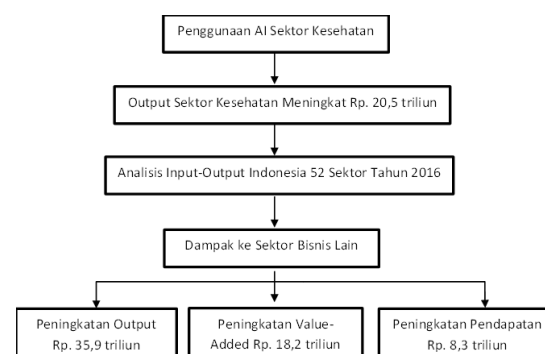 Penggunaan AI Sektor Kesehatan
Output Sektor Kesehatan Meningkat Rp. 20,5 triliun
Analisis Input-Output Indonesia 52 Sektor Tahun 2016
Dampak ke Sektor Bisnis Lain
Peningkatan Output
Rp. 35,9 triliun
Peningkatan Value-
Added Rp. 18,2 triliun
Peningkatan Pendapatan
Rp. 8,3 triliun